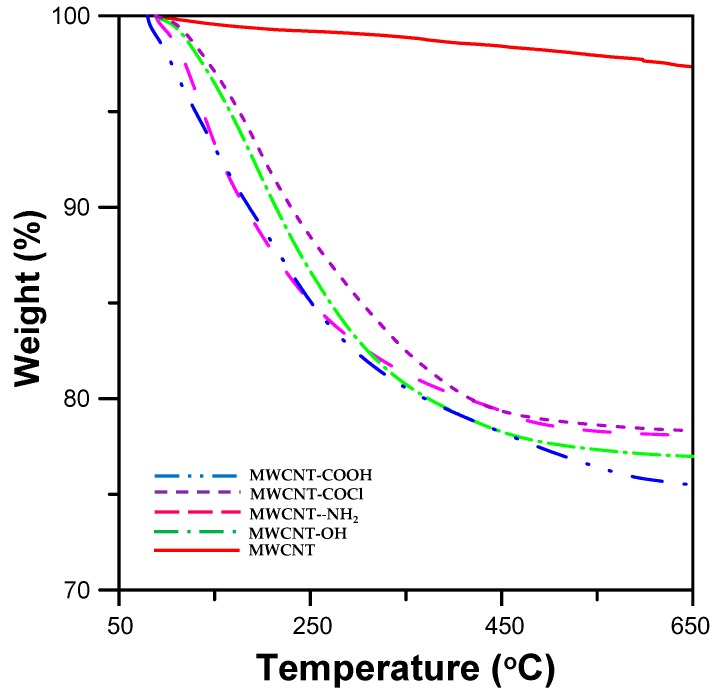 100
90
80
70
Weight (%)
MWCNT-COOH
MWCNT-COCl
MWCNT--NH₂
MWCNT-OH
MWCNT
50
250
450
650
Temperature (°C)